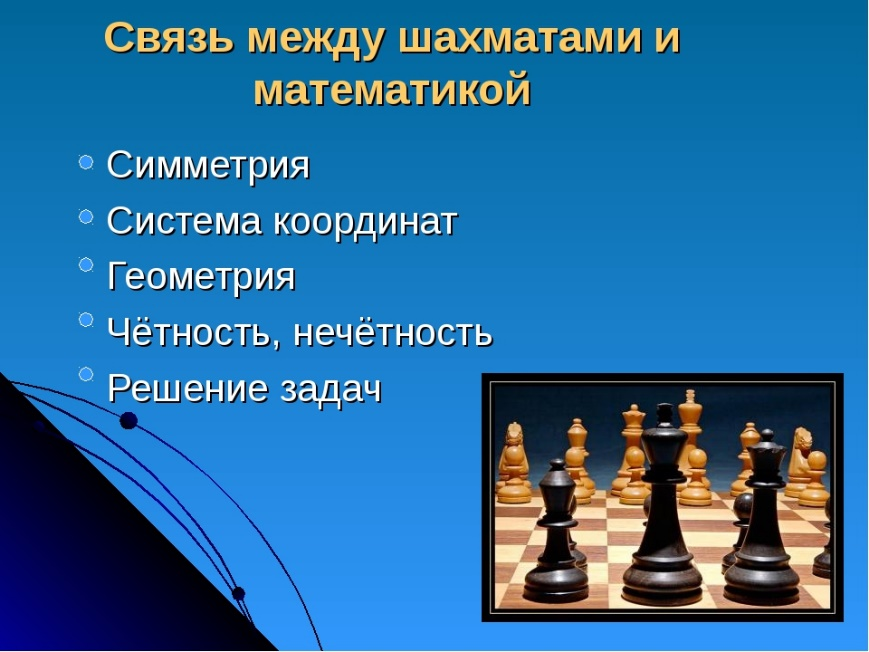 Связь между шахматами и
математикой
Симметрия
Система координат
Геометрия
Чётность, нечётность
Решение задач